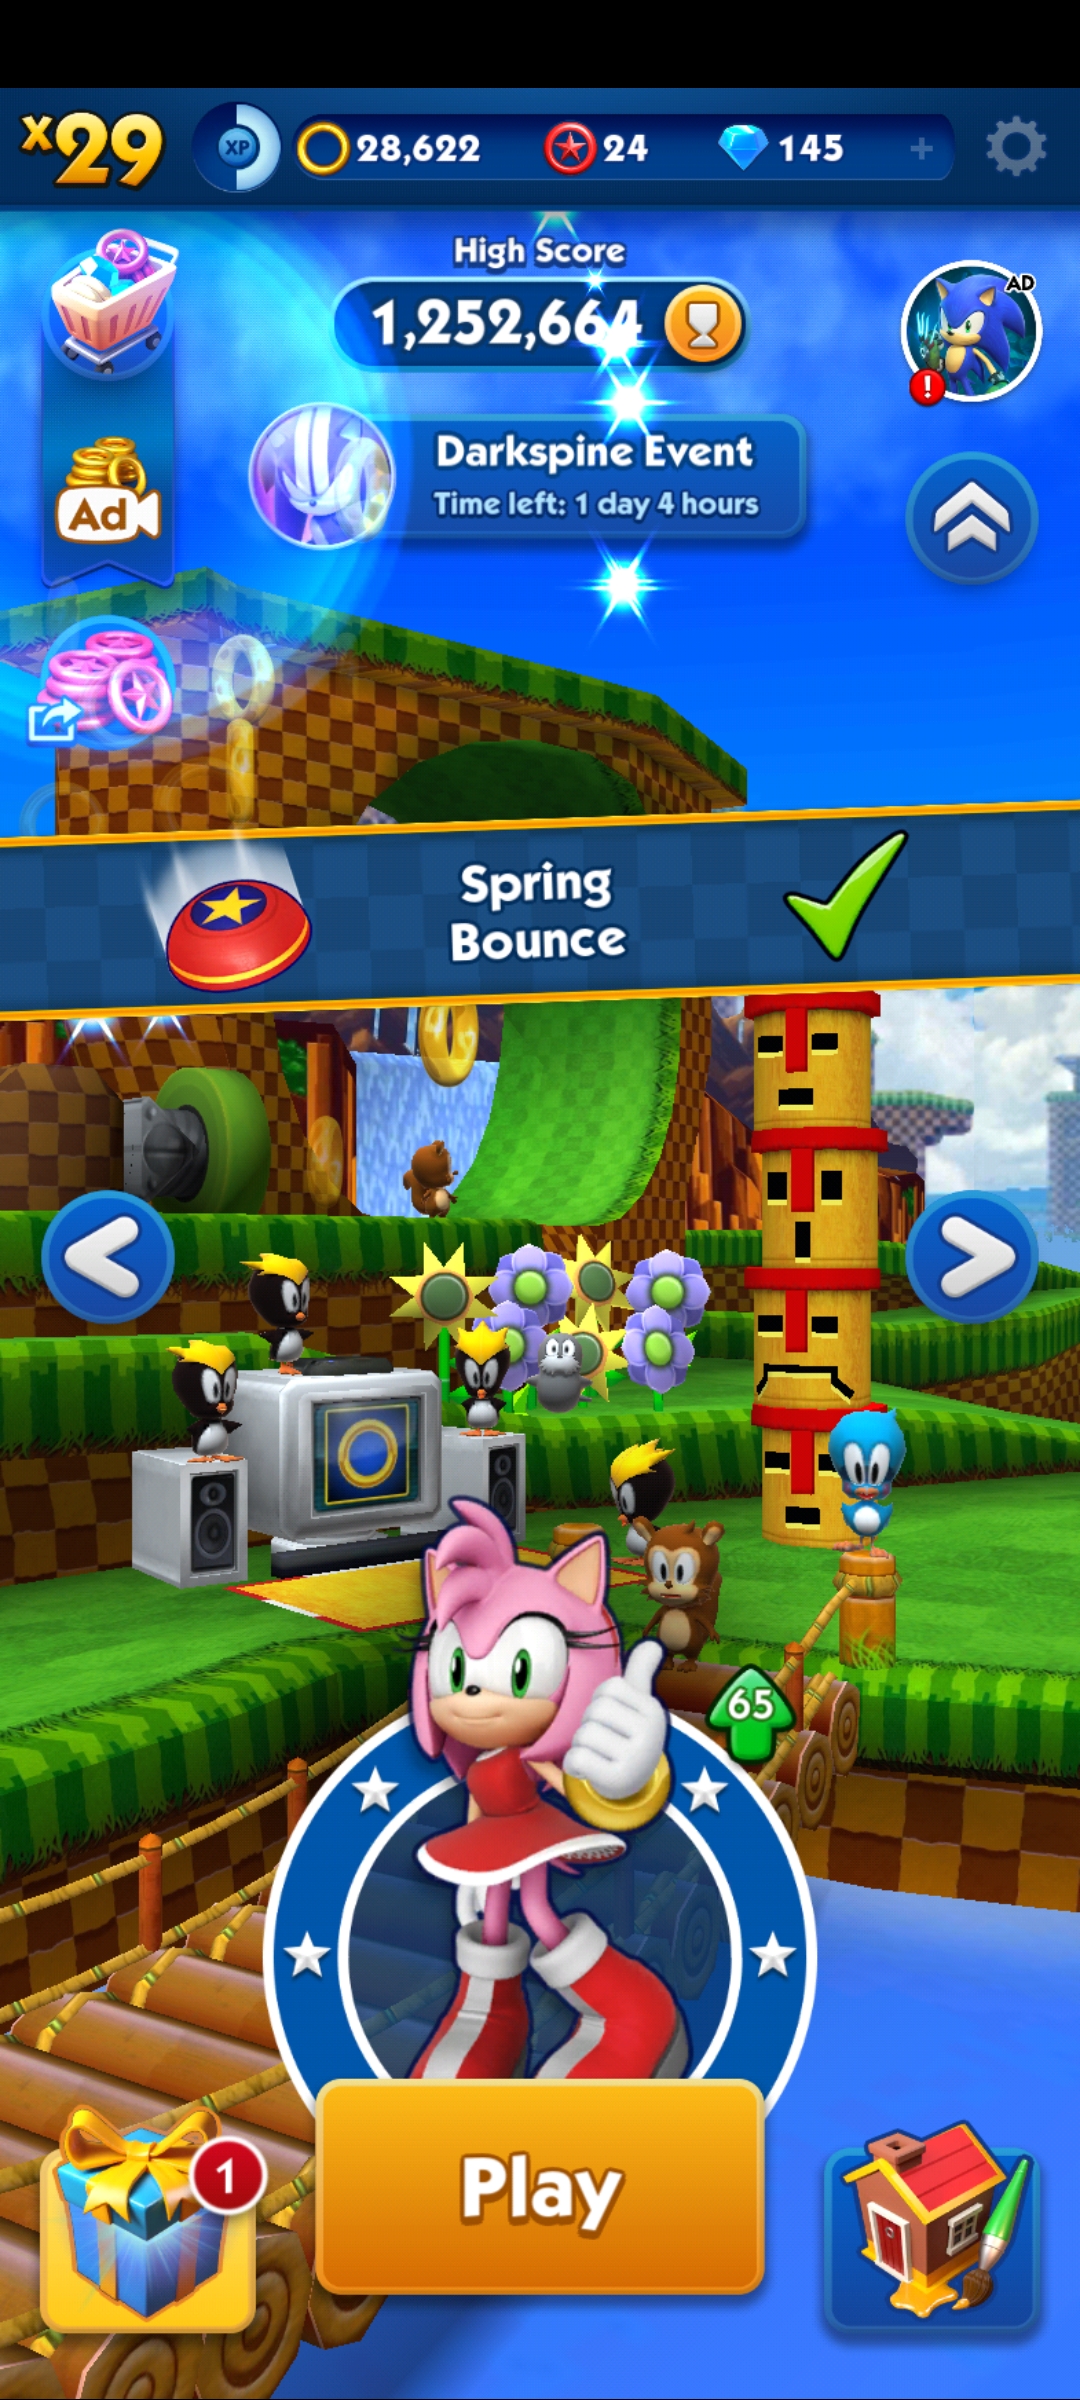 x29
XP
28,622
24
145
+
High Score
1,252,664
AD
!
Darkspine Event
Time left: 1 day 4 hours
Ad
Spring
Bounce
65
Play
1